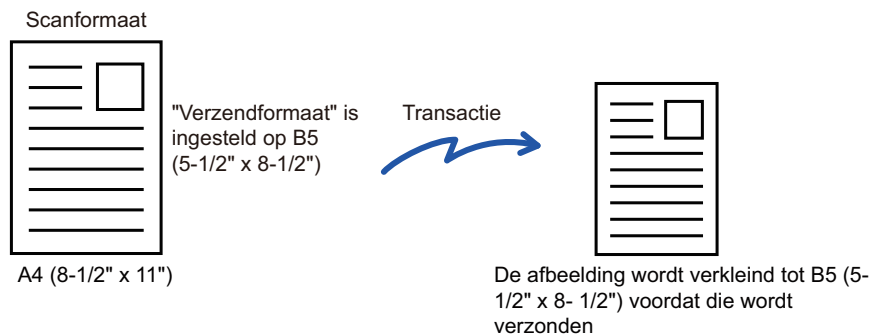 Scanformaat
"Verzendformaat" is
ingesteld op B5
(5-1/2" x 8-1/2")
Transactie
A4 (8-1/2" x 11")
De afbeelding wordt verkleind tot B5 (5-
1/2" x 8- 1/2") voordat die wordt
verzonden